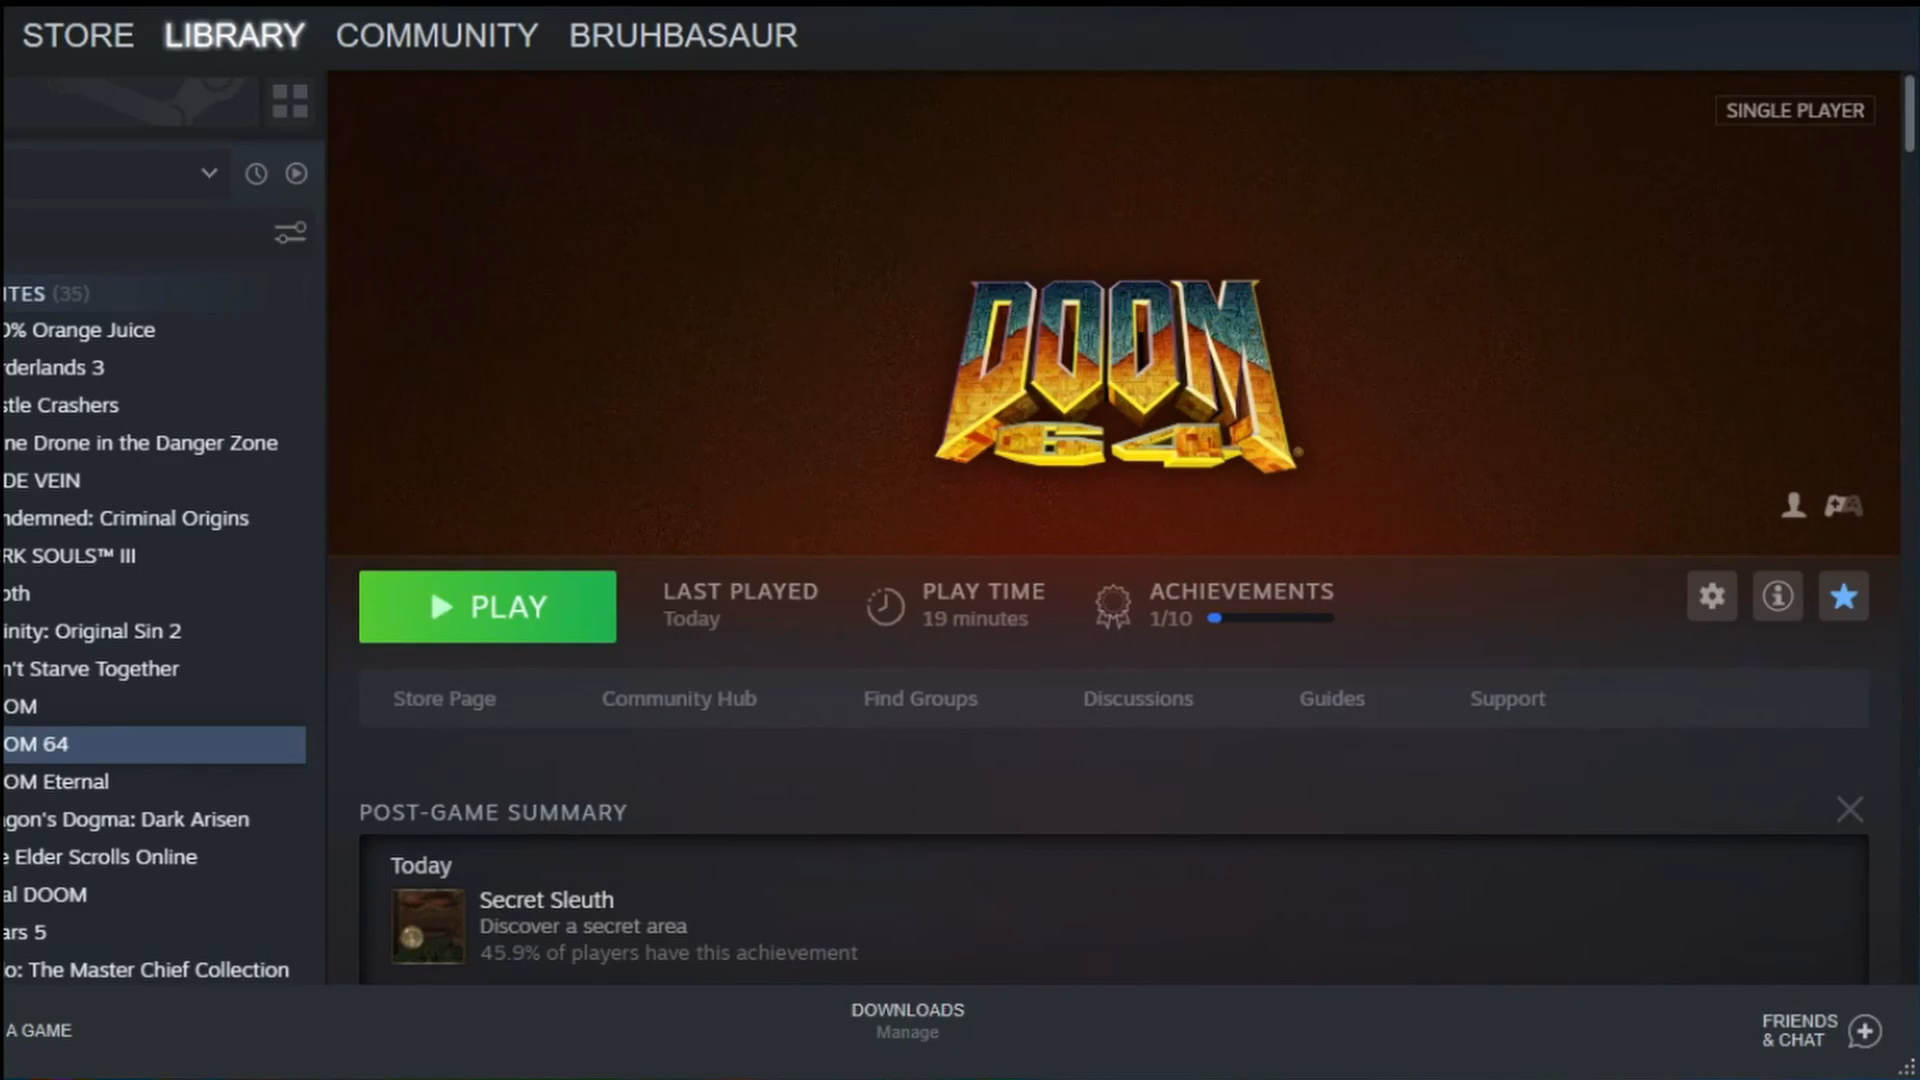 STORE LIBRARY COMMUNITY BRUHBASAUR
SINGLE PLAYER
ITES (35)
0% Orange Juice
derlands 3
stle Crashers
ne Drone in the Danger Zone
DE VEIN
ndemned: Criminal Origins
RK SOULS™ III
oth
inity: Original Sin 2
n't Starve Together
OM
OM 64
OM Eternal
agon's Dogma: Dark Arisen
e Elder Scrolls Online
al DOOM
ars 5
lo: The Master Chief Collection
DOOM
64
PLAY
LAST PLAYED
Today
PLAY TIME
19 minutes
ACHIEVEMENTS
1/10
Store Page Community Hub Find Groups Discussions Guides Support
POST-GAME SUMMARY
Today
Secret Sleuth
Discover a secret area
45.9% of players have this achievement
A GAME
DOWNLOADS
Manage
FRIENDS
& CHAT